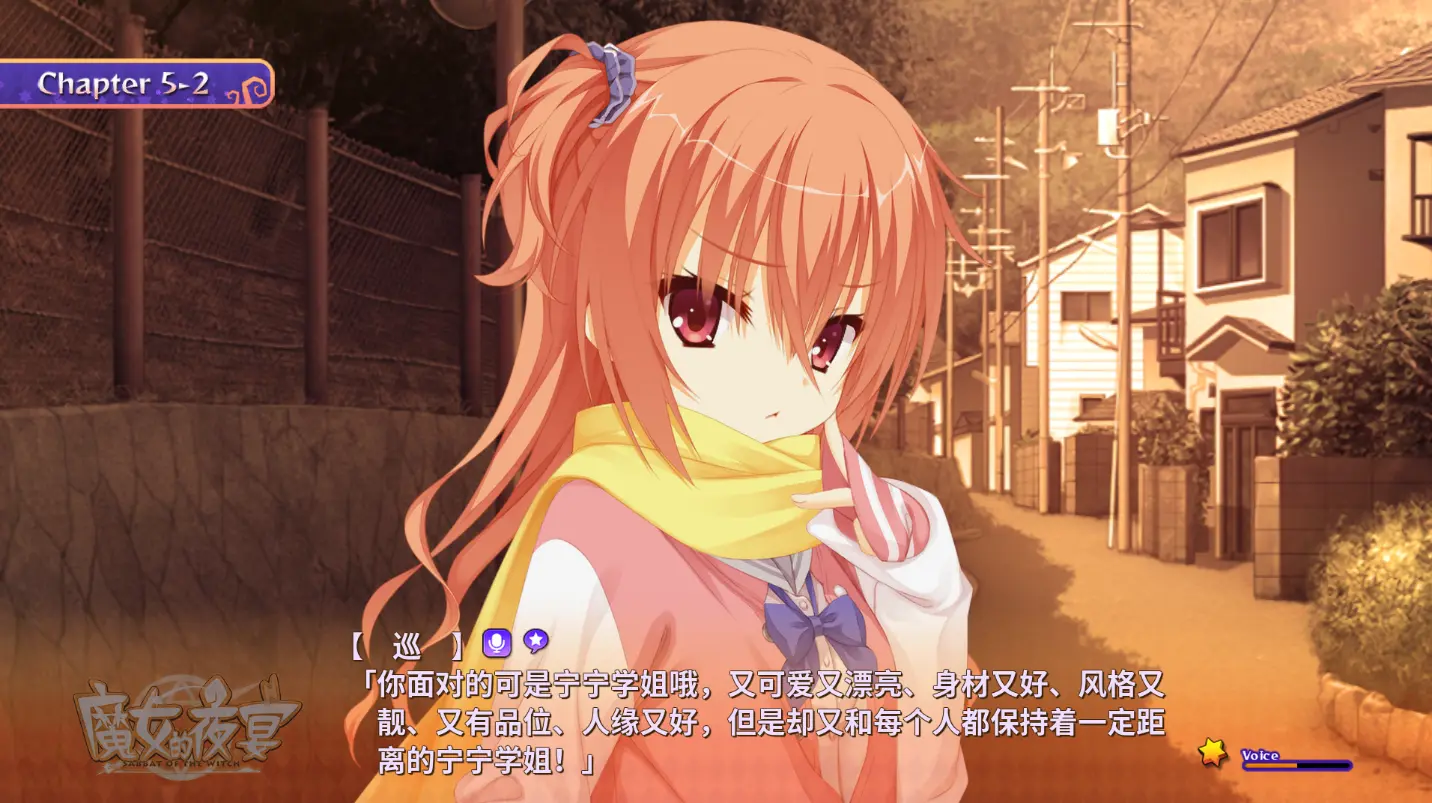 Chapter 5-2
【 巡 】
「你面对的可是宁宁学姐哦，又可爱又漂亮、身材又好、风格又
靓、又有品位、人缘又好，但是却又和每个人都保持着一定距
离的宁宁学姐！」
魔女的夜宴
SABBAT OF THE WITCH
Voice